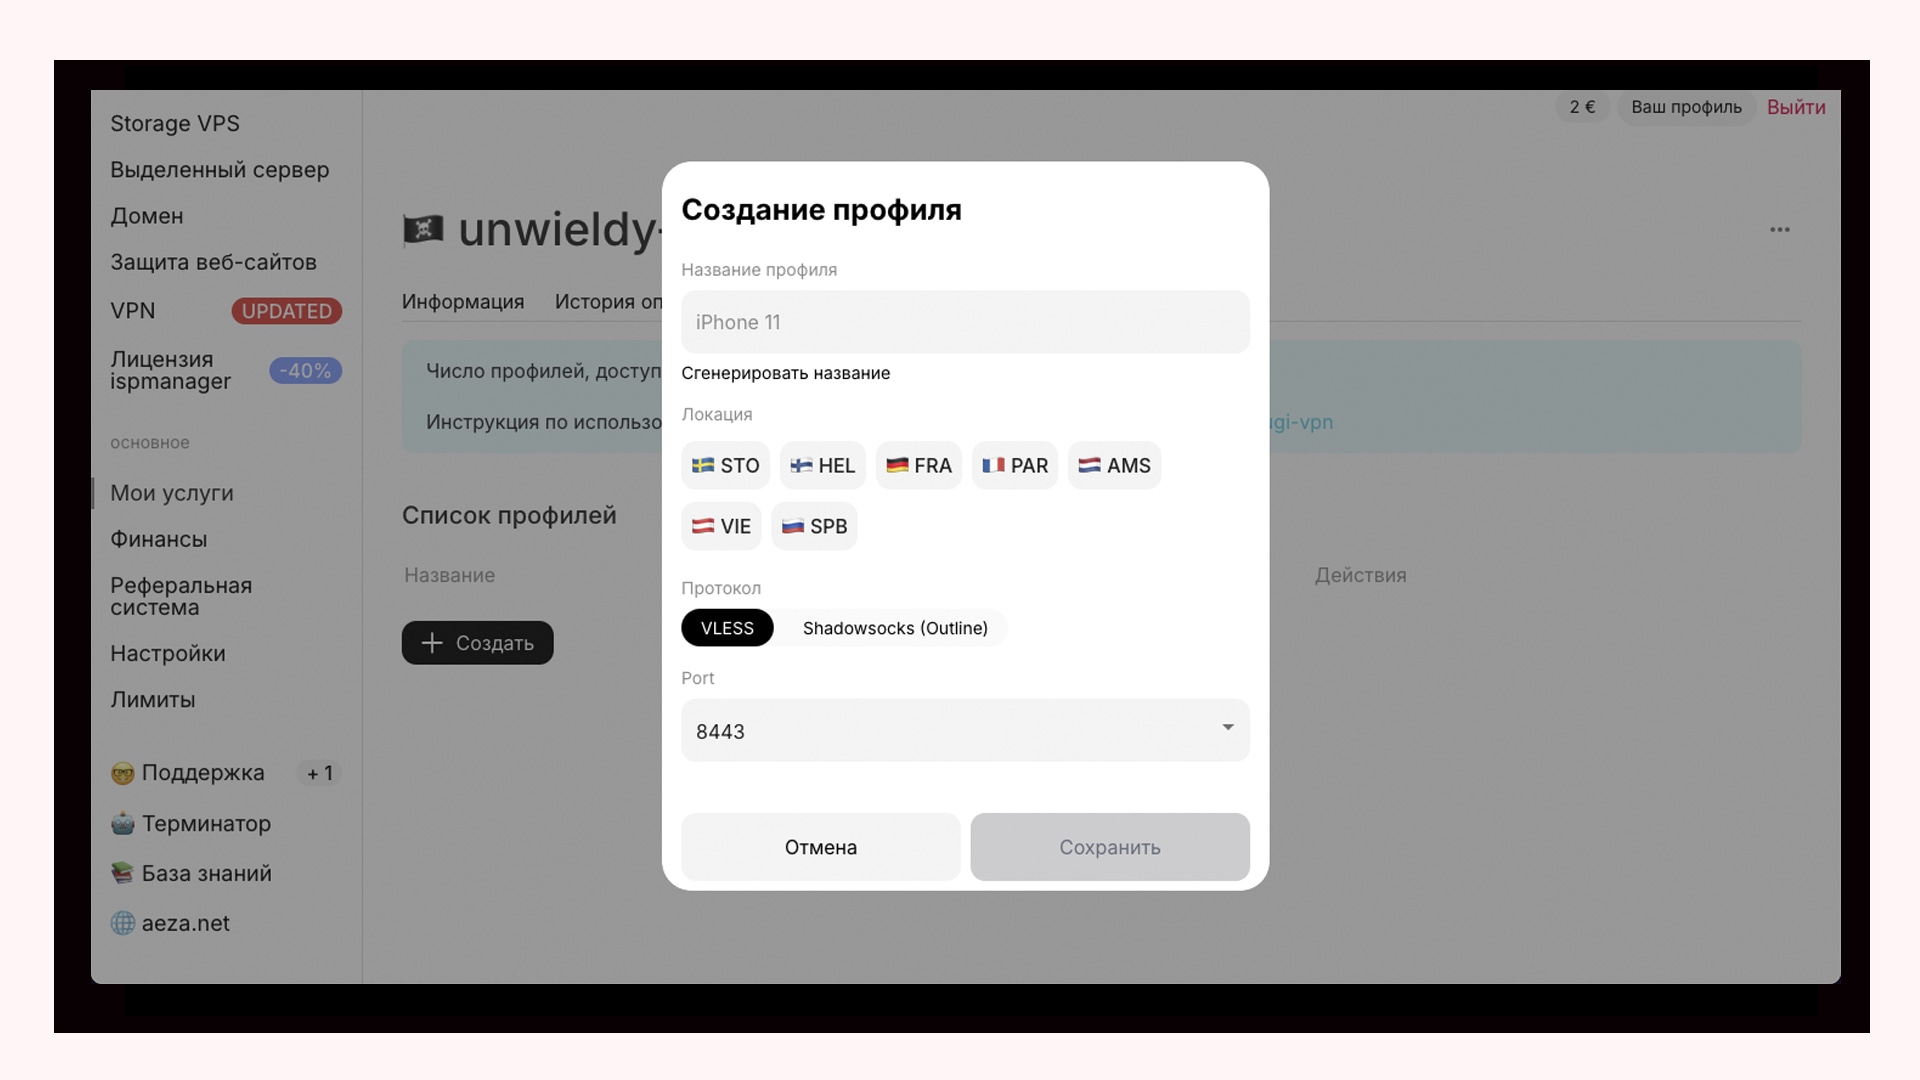 Storage VPS
Выделенный сервер
Домен
Защита веб-сайтов
VPN UPDATED
Лицензия
ispmanager -40%
основное
Мои услуги
Финансы
Реферальная
система
Настройки
Лимиты
Поддержка + 1
Терминатор
База знаний
aeza.net
2 € Ваш профиль Выйти
unwieldy-
Информация История оп
Число профилей, доступ
Инструкция по использо gi-vpn
Список профилей
Название Действия
Создать
Создание профиля
Название профиля
iPhone 11
Сгенерировать название
Локация
STO HEL FRA PAR AMS
VIE SPB
Протокол
VLESS Shadowsocks (Outline)
Port
8443
Отмена Сохранить